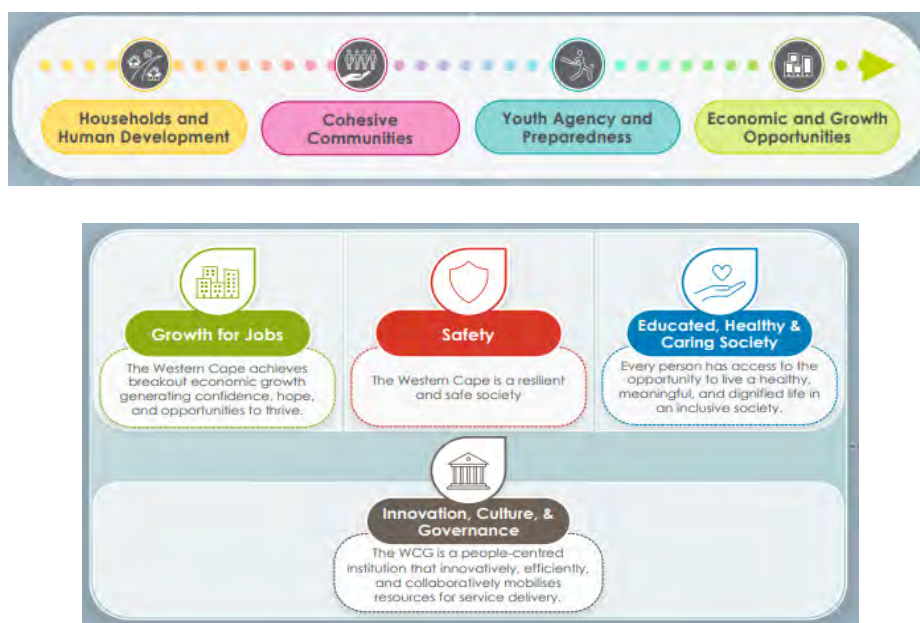 Households and
Human Development
Cohesive
Communities
Youth Agency and
Preparedness
Economic and Growth
Opportunities
Growth for Jobs
The Western Cape achieves
breakout economic growth
generating confidence, hope,
and opportunities to thrive.
Safety
The Western Cape is a resilient
and safe society
Educated, Healthy &
Caring Society
Every person has access to the
opportunity to live a healthy,
meaningful, and dignified life in
an inclusive society.
Innovation, Culture, &
Governance
The WCG is a people-centred
institution that innovatively, efficiently,
and collaboratively mobilises
resources for service delivery.